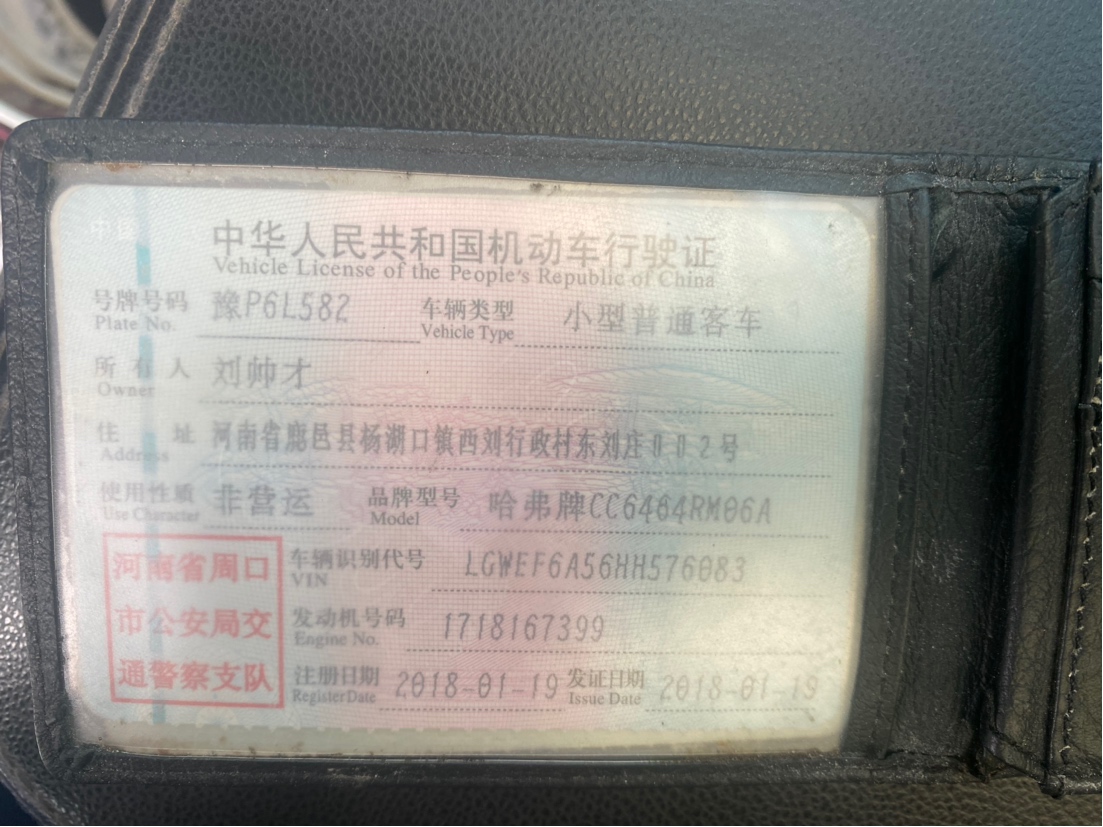 中华人民共和国机动车行驶证
Vehicle License of the People's Republic of China
号牌号码 豫P6L582 车辆类型 小型普通客车
Plate No. Vehicle Type
所有人 刘帅才
Owner
住址 河南省鹿邑县杨湖口镇西刘行政村东刘庄002号
Address
使用性质 非营运 品牌型号 哈弗牌CC6464RM06A
Use Character Model
河南省周口 车辆识别代号 LGWEF6A56HH576083
VIN
市公安局交 发动机号码 1718167399
Engine No.
通警察支队 注册日期 2018-01-19 发证日期 2018-01-19
Register Date Issue Date